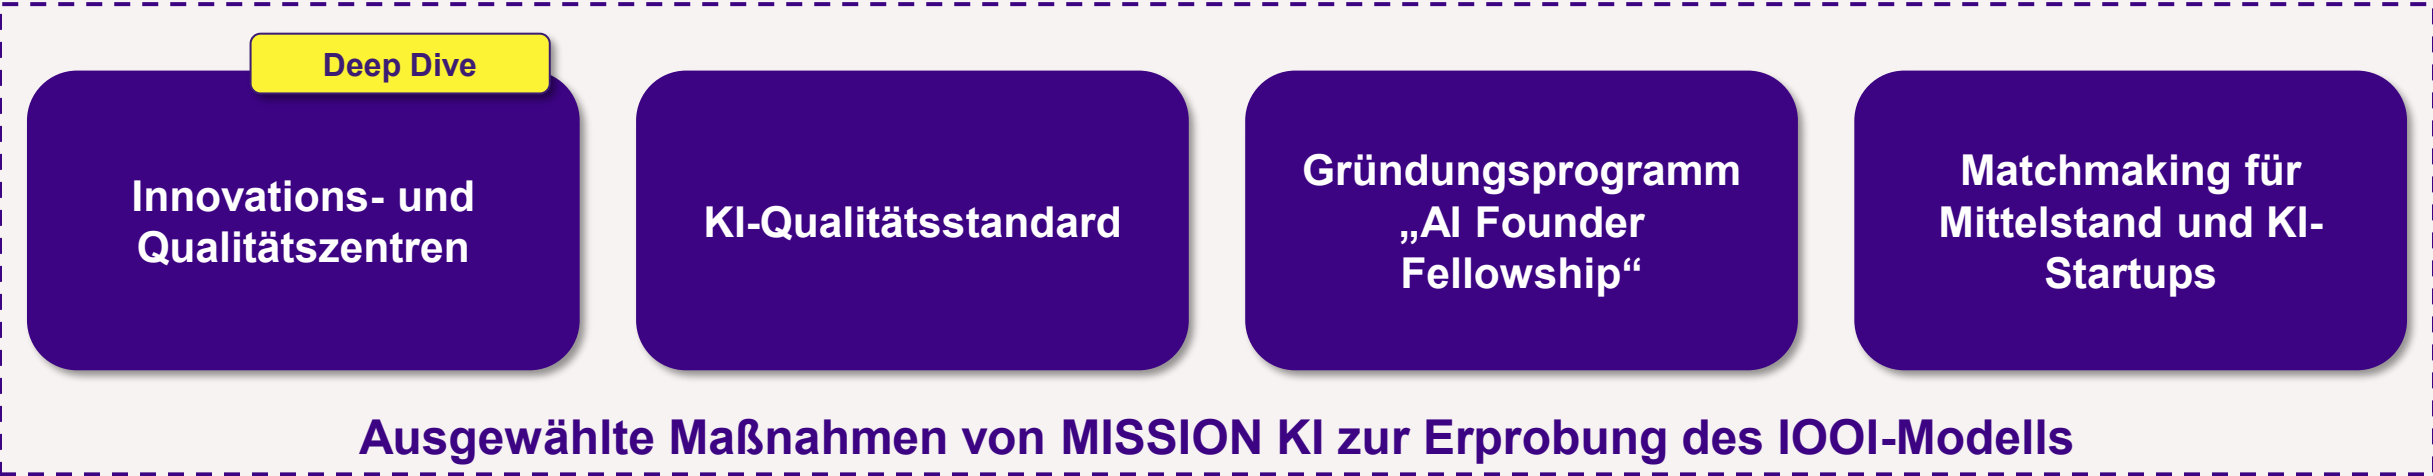 Deep Dive
Innovations- und
Qualitätszentren
KI-Qualitätsstandard
Gründungsprogramm
„AI Founder
Fellowship“
Matchmaking für
Mittelstand und KI-
Startups
Ausgewählte Maßnahmen von MISSION KI zur Erprobung des IOOI-Modells